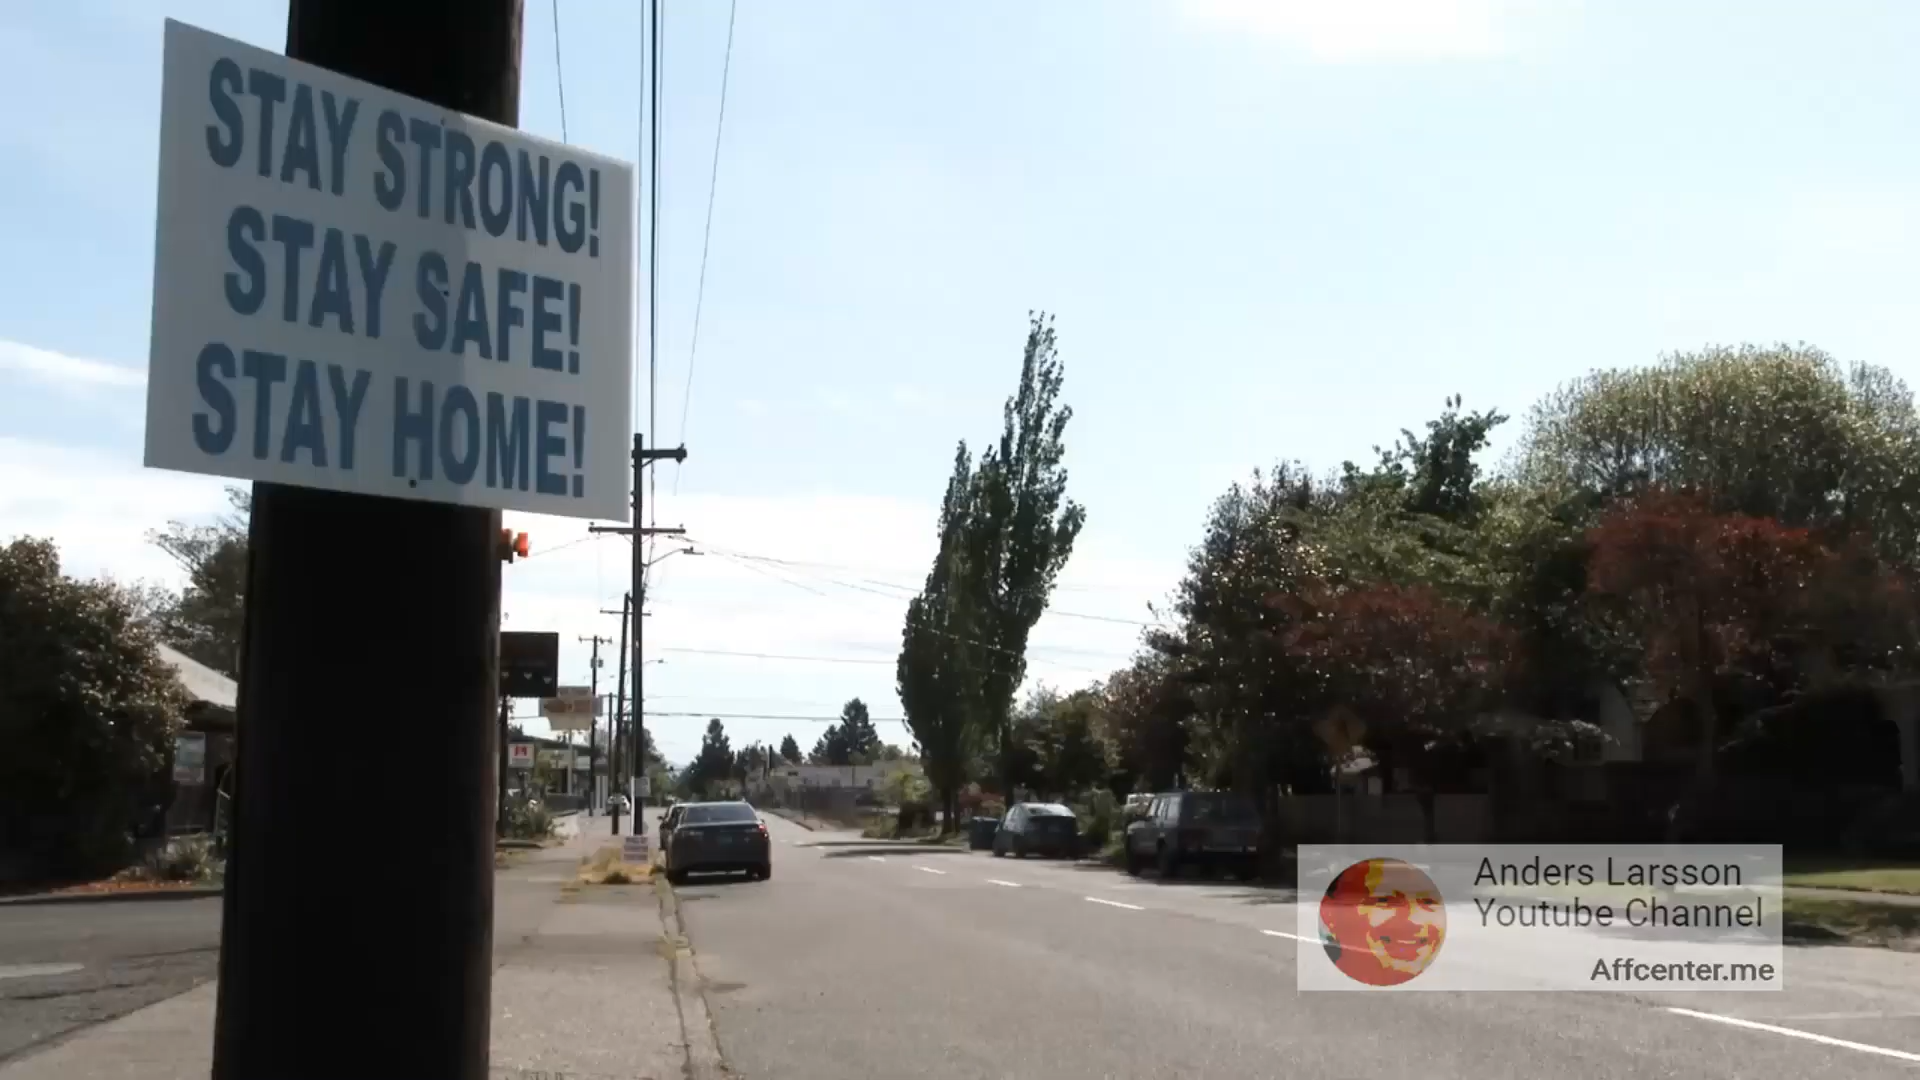 STAY STRONG!
STAY SAFE!
STAY HOME!
Anders Larsson
Youtube Channel
Affcenter.me